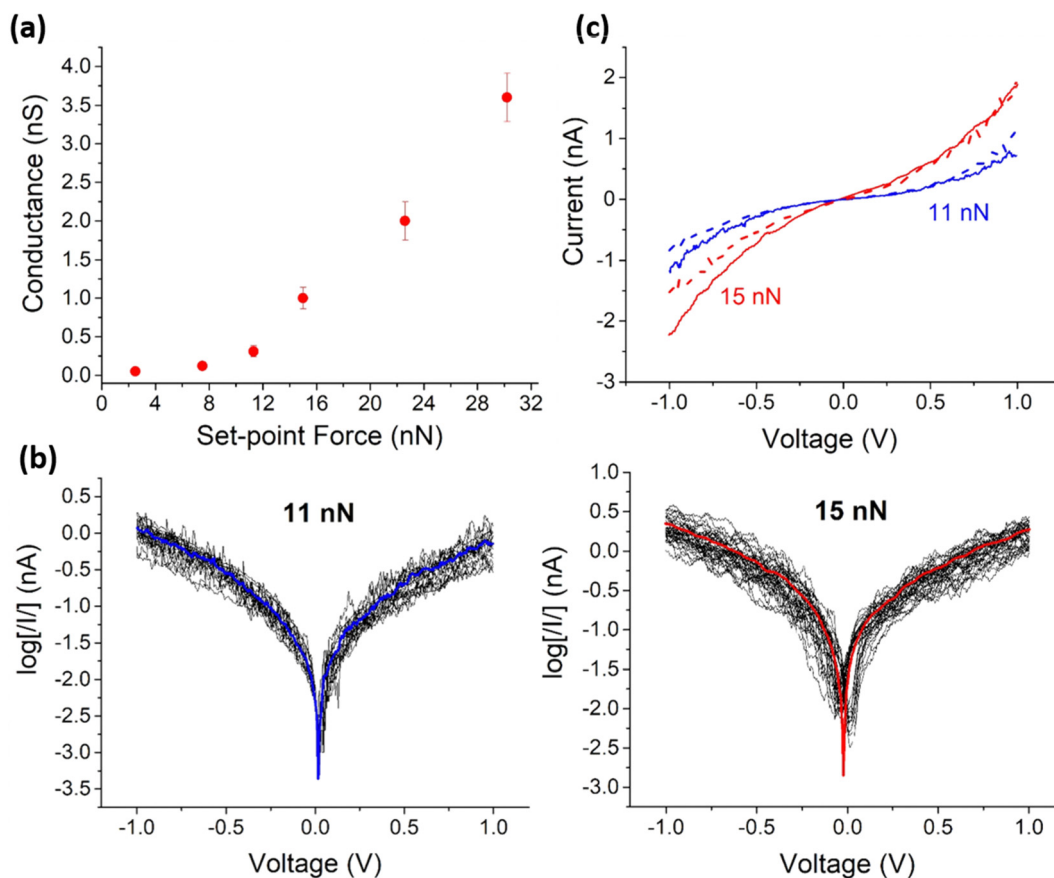 (a)
Conductance (nS)
4.0
3.5
3.0
2.5
2.0
1.5
1.0
0.5
0.0
0 4 8 12 16 20 24 28 32
Set-point Force (nN)
(c)
Current (nA)
2
1
0
-1
-2
-3
11 nN
15 nN
-1.0 -0.5 0.0 0.5 1.0
Voltage (V)
(b)
11 nN
log[/I/] (nA)
0.5
0.0
-0.5
-1.0
-1.5
-2.0
-2.5
-3.0
-3.5
-1.0 -0.5 0.0 0.5 1.0
Voltage (V)
15 nN
log[/I/] (nA)
1.0
0.5
0.0
-0.5
-1.0
-1.5
-2.0
-2.5
-3.0
-1.0 -0.5 0.0 0.5 1.0
Voltage (V)